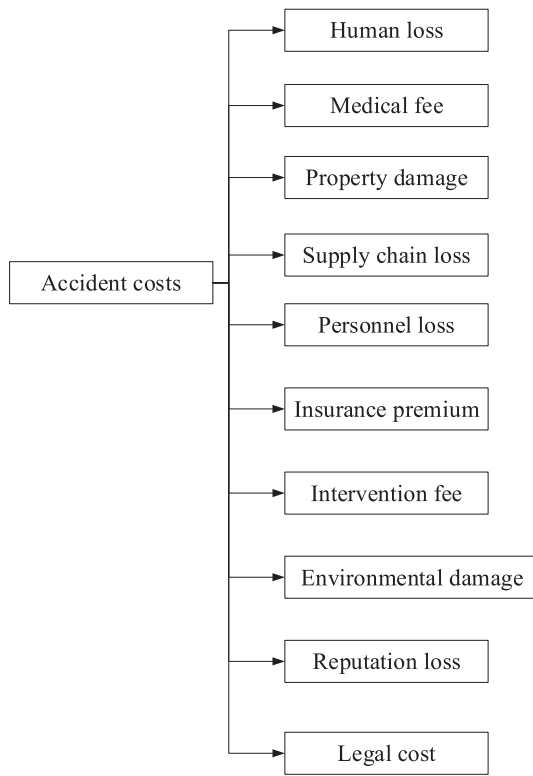 Human loss
Medical fee
Property damage
Supply chain loss
Accident costs
Personnel loss
Insurance premium
Intervention fee
Environmental damage
Reputation loss
Legal cost